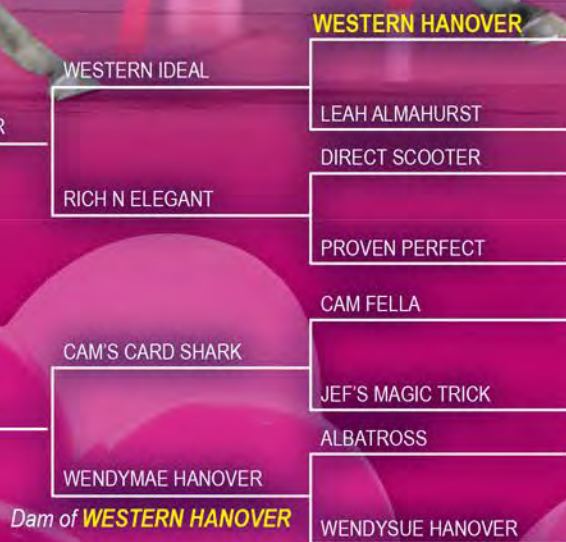 WESTERN HANOVER
WESTERN IDEAL
LEAH ALMAHURST
DIRECT SCOOTER
RICH N ELEGANT
PROVEN PERFECT
CAM FELLA
CAM'S CARD SHARK
JEF'S MAGIC TRICK
ALBATROSS
WENDYMAE HANOVER
Dam of WESTERN HANOVER
WENDYSUE HANOVER